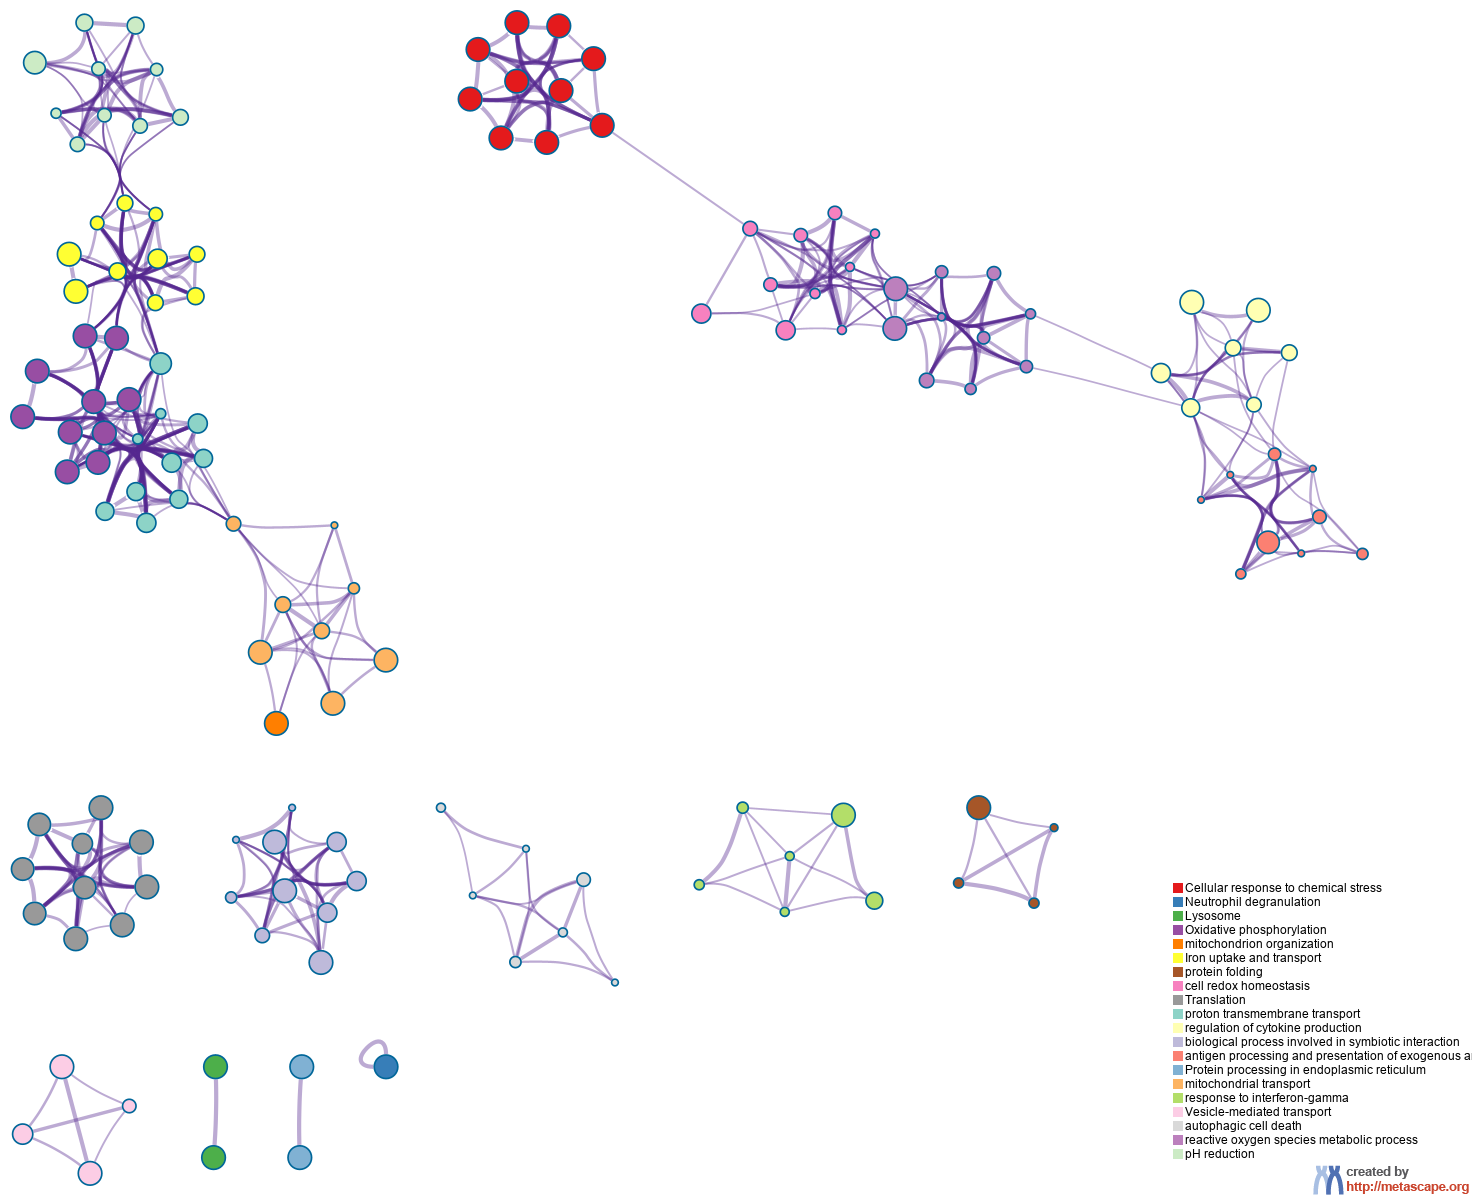 Cellular response to chemical stress
Neutrophil degranulation
Lysosome
Oxidative phosphorylation
mitochondrion organization
Iron uptake and transport
protein folding
cell redox homeostasis
Translation
proton transmembrane transport
regulation of cytokine production
biological process involved in symbiotic interaction
antigen processing and presentation of exogenous a
Protein processing in endoplasmic reticulum
mitochondrial transport
response to interferon-gamma
Vesicle-mediated transport
autophagic cell death
reactive oxygen species metabolic process
pH reduction
created by
http://metascape.org